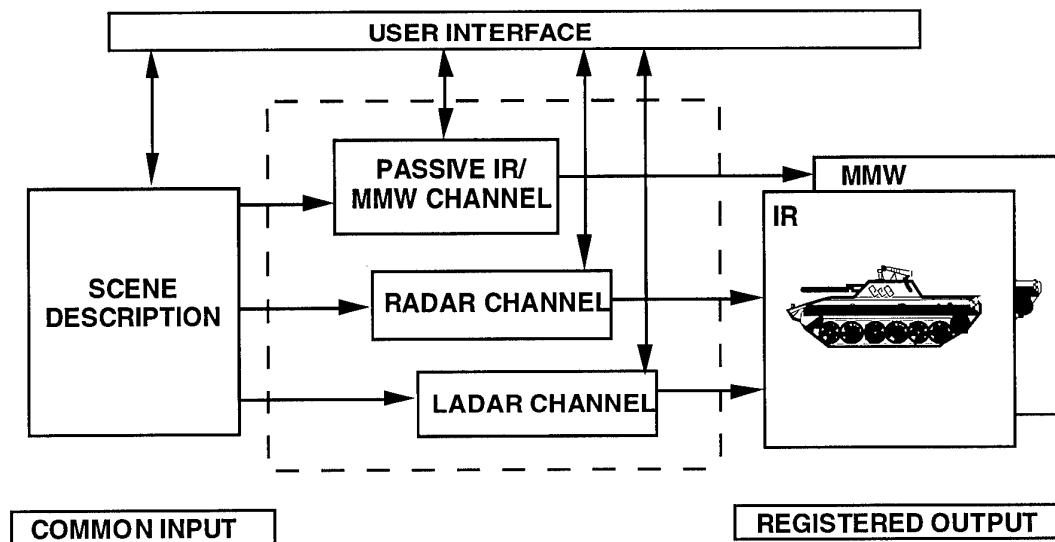 USER INTERFACE
PASSIVE IR/
MMW CHANNEL
MMW
IR
SCENE
DESCRIPTION
RADAR CHANNEL
LADAR CHANNEL
COMMON INPUT
REGISTERED OUTPUT